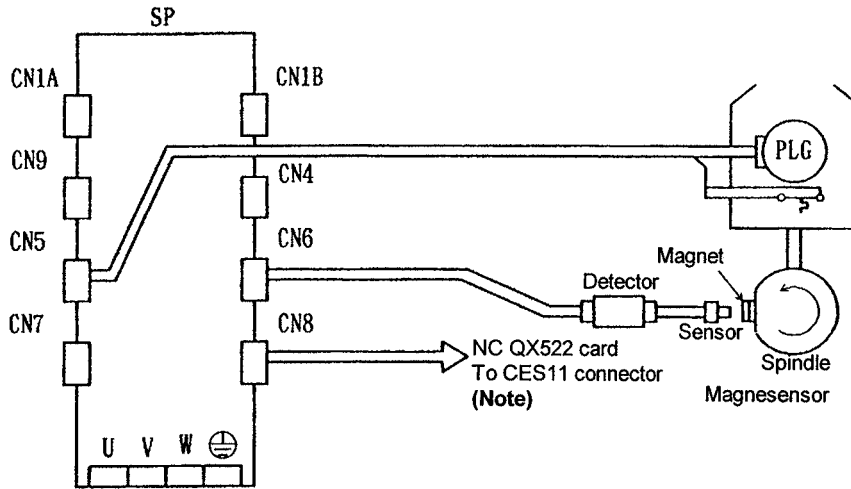 SP
CN1A
CN1B
CN9
CN4
PLG
CN5
CN6
Magnet
Detector
CN7
CN8
Sensor
NC QX522 card
To CES11 connector
(Note)
Spindle
Magnesensor
U V W